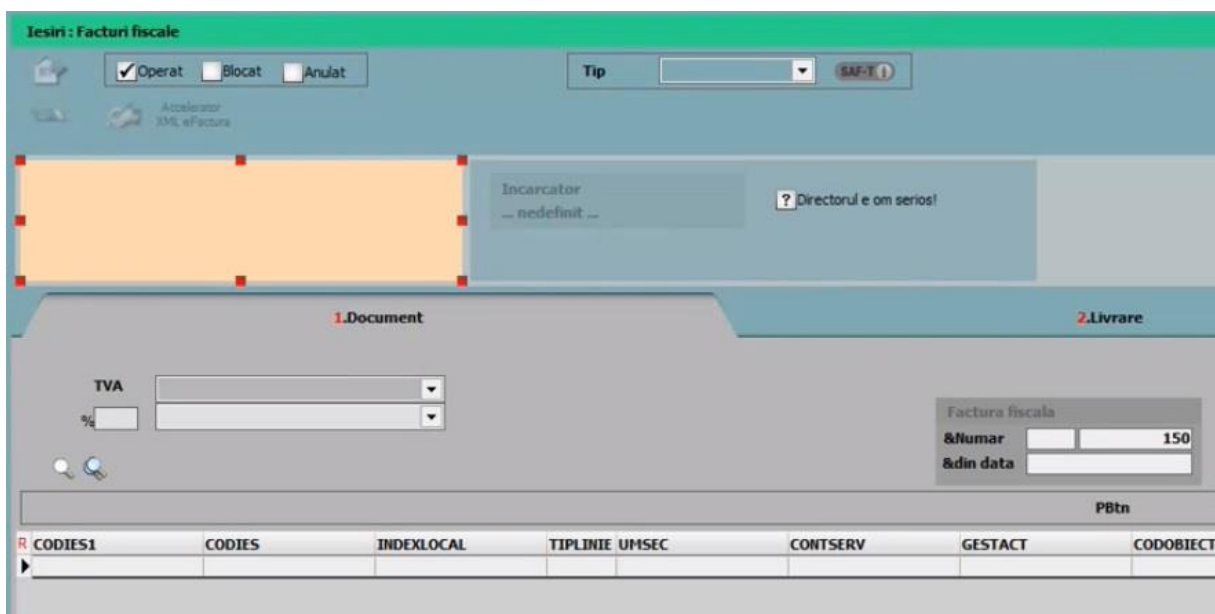 Iesiri : Facturi fiscale
Operat Blocat Anulat Tip SAF-T i
Accelerator
XML eFactura
Incarcator
... nedefinit ...
? Directorul e om serios!
1.Document 2.Livrare
TVA
%
Factura fiscala
&Numar 150
&din data
PBtn
R CODIES1 CODIES INDEXLOCAL TIPLINIE UMSEC CONTSERV GESTACT CODOBIECT